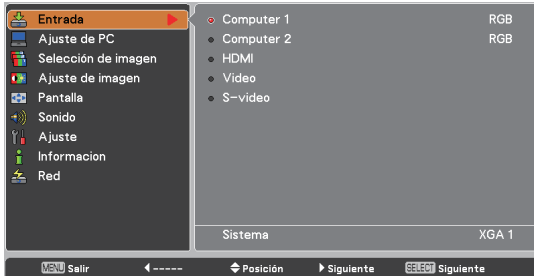 Entrada
Ajuste de PC
Selección de imagen
Ajuste de imagen
Pantalla
Sonido
Ajuste
Informacion
Red
Computer 1 RGB
Computer 2 RGB
HDMI
Video
S-video
Sistema XGA 1
MENU Salir ----- Posición Siguiente SELECT Siguiente